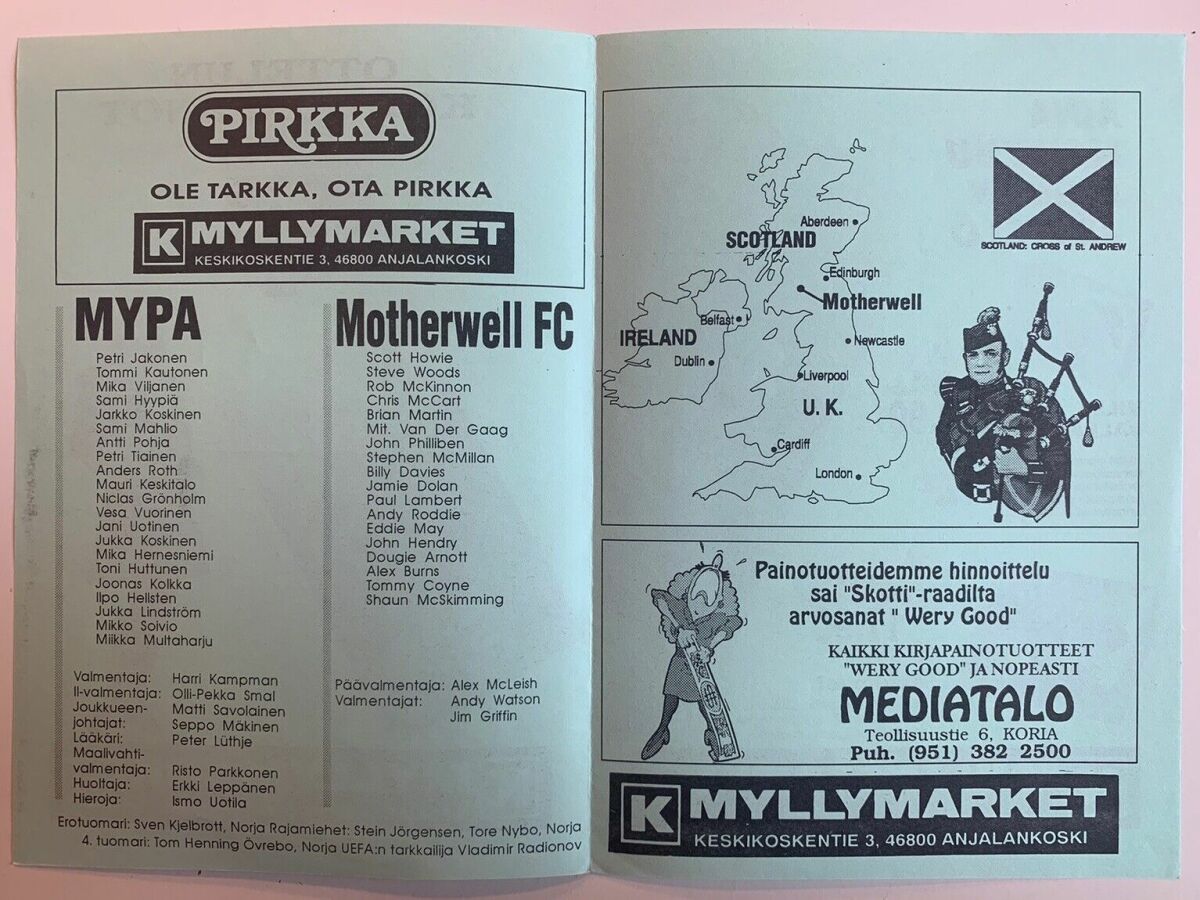 PIRKKA
OLE TARKKA, OTA PIRKKA
K MYLLYMARKET
KESKIKOSKENTIE 3, 46800 ANJALANKOSKI
MYPA
Petri Jakonen
Tommi Kautonen
Mika Viljanen
Sami Hyypiä
Jarkko Koskinen
Sami Mahlio
Antti Pohja
Petri Tiainen
Anders Roth
Mauri Keskitalo
Niclas Grönholm
Vesa Vuorinen
Jani Uotinen
Jukka Koskinen
Mika Hernesniemi
Toni Huttunen
Joonas Kolkka
Ilpo Hellsten
Jukka Lindström
Mikko Soivio
Miikka Multaharju
Valmentaja: Harri Kampman
II-valmentaja: Olli-Pekka Smal
Joukkueen- Matti Savolainen
johtajat: Seppo Mäkinen
Lääkäri: Peter Lüthje
Maalivahti-
valmentaja: Risto Parkkonen
Huoltaja: Erkki Leppänen
Hieroja: Ismo Uotila
Motherwell FC
Scott Howie
Steve Woods
Rob McKinnon
Chris McCart
Brian Martin
Mit. Van Der Gaag
John Philliben
Stephen McMillan
Billy Davies
Jamie Dolan
Paul Lambert
Andy Roddie
Eddie May
John Hendry
Dougie Arnott
Alex Burns
Tommy Coyne
Shaun McSkimming
Päävalmentaja: Alex McLeish
Valmentajat: Andy Watson
Jim Griffin
Erotuomari: Sven Kjelbrott, Norja Rajamiehet: Stein Jörgensen, Tore Nybo, Norja
4. tuomari: Tom Henning Övrebo, Norja UEFA:n tarkkailija Vladimir Radionov
SCOTLAND
Aberdeen
Edinburgh
Motherwell
Belfast
IRELAND
Dublin
Newcastle
Liverpool
U. K.
Cardiff
London
SCOTLAND: CROSS of St. ANDREW
Painotuotteidemme hinnoittelu
sai "Skotti"-raadilta
arvosanat " Wery Good"
KAIKKI KIRJAPAINOTUOTTEET
"WERY GOOD" JA NOPEASTI
MEDIATALO
Teollisuustie 6, KORIA
Puh. (951) 382 2500
K MYLLYMARKET
KESKIKOSKENTIE 3, 46800 ANJALANKOSKI